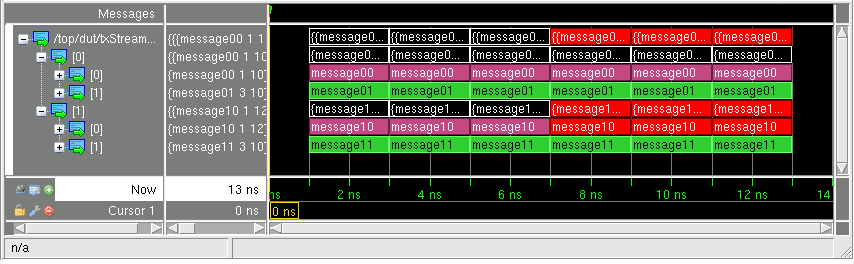 Messages
/top/dut/txStream... {{{message00 1 1 {{message0... {{message0... {{message0... {{message0... {{message0... {{message0...
[0] {{message00 1 10 {message0... {message0... {message0... {message0... {message0... {message0...
[0] {message00 1 10} message00 message00 message00 message00 message00 message00
[1] {message01 3 10} message01 message01 message01 message01 message01 message01
[1] {{message10 1 12 {message1... {message1... {message1... {message1... {message1... {message1...
[0] {message10 1 12} message10 message10 message10 message10 message10 message10
[1] {message11 3 10} message11 message11 message11 message11 message11 message11
Now 13 ns ns 2 ns 4 ns 6 ns 8 ns 10 ns 12 ns 14
Cursor 1 0 ns 0 ns
n/a